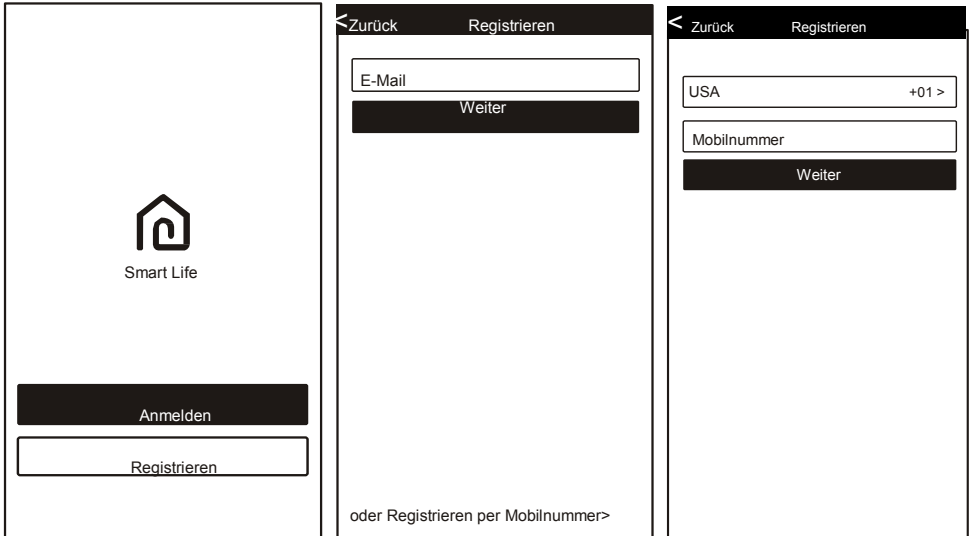 Smart Life
Anmelden
Registrieren
< Zurück Registrieren
E-Mail
Weiter
oder Registrieren per Mobilnummer>
< Zurück Registrieren
USA +01 >
Mobilnummer
Weiter